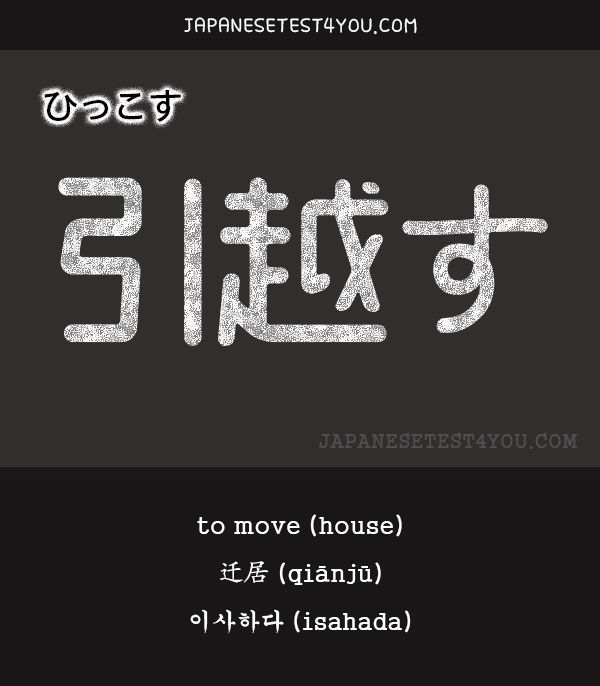 JAPANESETEST4YOU.COM
ひっこす
引越す
JAPANESETEST4YOU.COM
to move (house)
迁居 (qiānjū)
이사하다 (isahada)